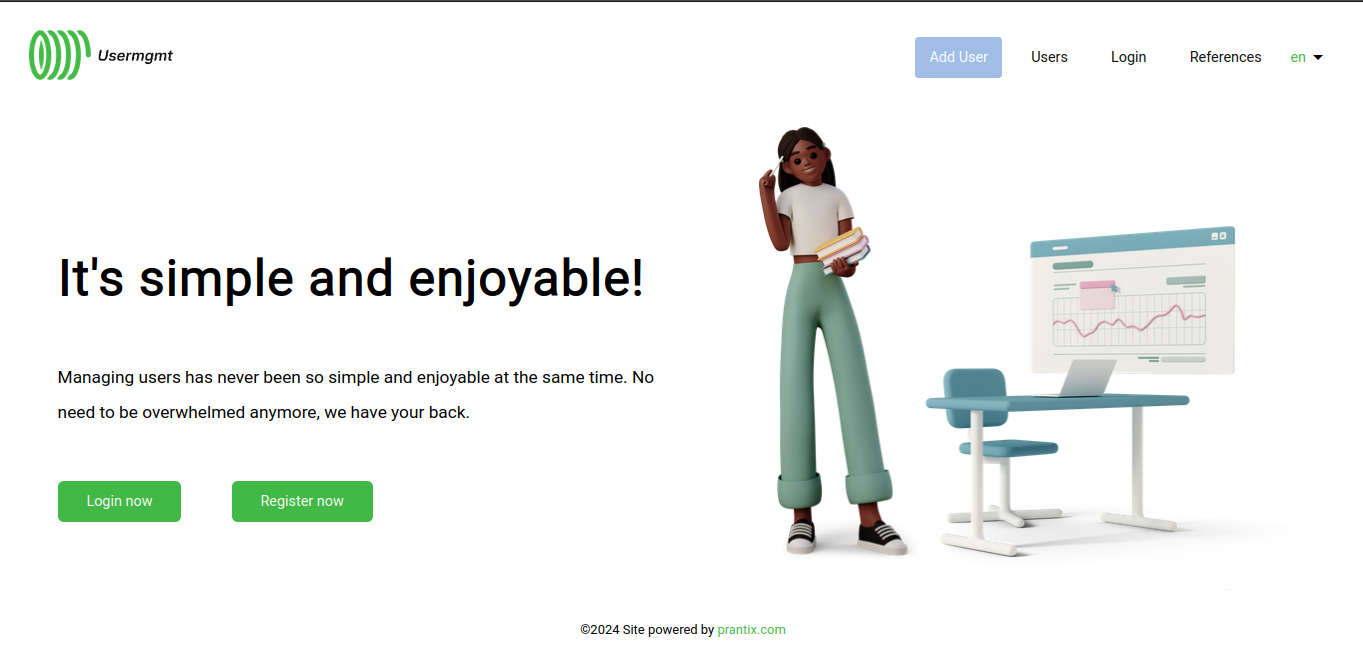 Usermgmt
Add User
Users
Login
References
en
It's simple and enjoyable!
Managing users has never been so simple and enjoyable at the same time. No
need to be overwhelmed anymore, we have your back.
Login now
Register now
©2024 Site powered by prantix.com